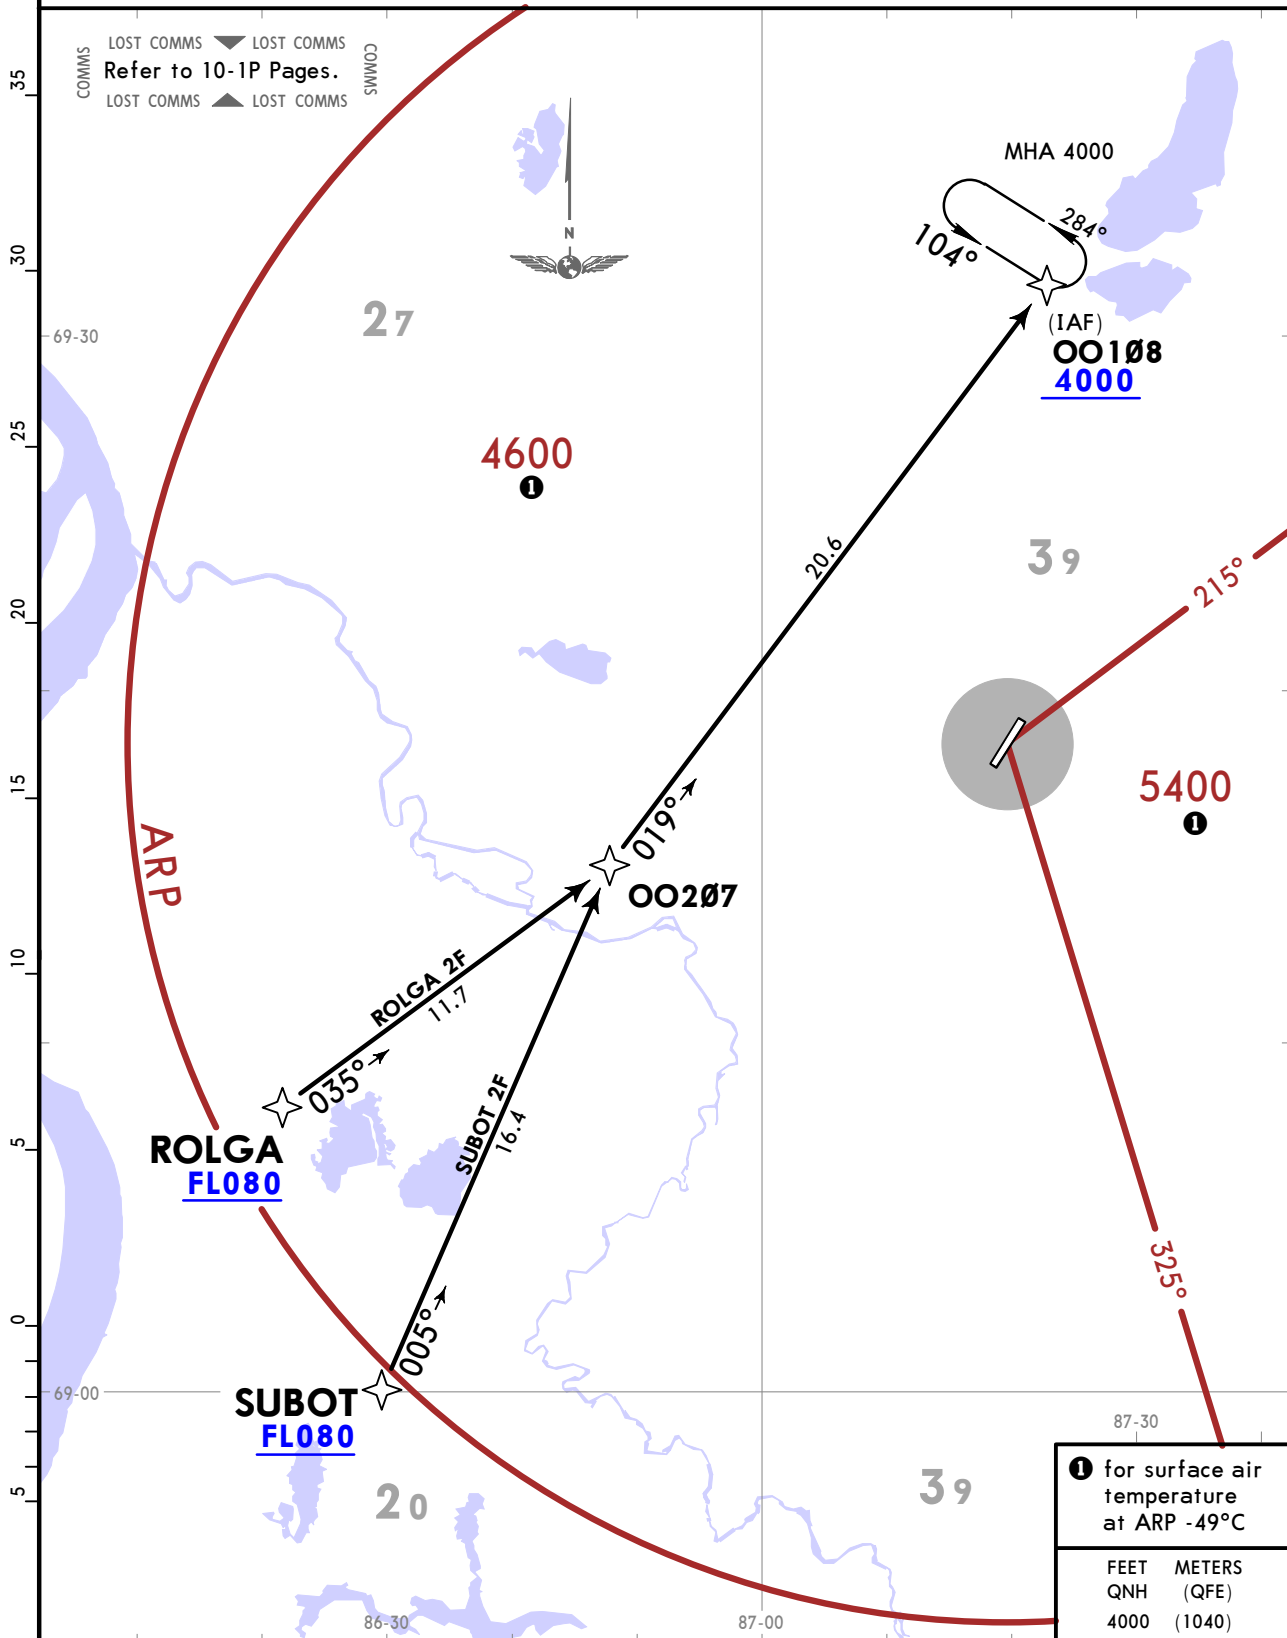 LOST COMMS LOST COMMS
COMMS
Refer to 10-1P Pages.
COMMS
LOST COMMS LOST COMMS
35
30
25
20
15
10
5
0
5
N
MHA 4000
284°
104°
(IAF)
OO1Ø8
4000
69-30
27
4600
1
20.6
39
215°
5400
1
ARP
019°
OO2Ø7
ROLGA 2F
11.7
035°
ROLGA
FL080
SUBOT 2F
16.4
005°
325°
69-00
SUBOT
FL080
87-30
20
39
86-30
87-00
1 for surface air
temperature
at ARP -49°C
FEET METERS
QNH (QFE)
4000 (1040)